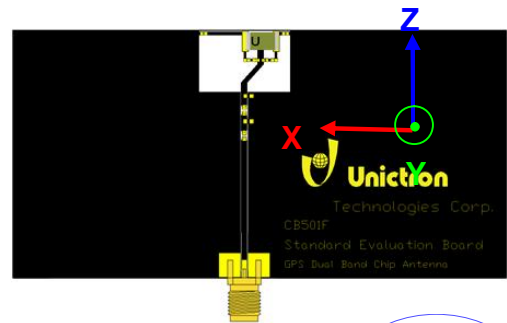 Z
U
X
Y
Unictron
Technologies Corp.
CB501F
Standard Evaluation Board
GPS Dual Band Chip Antenna